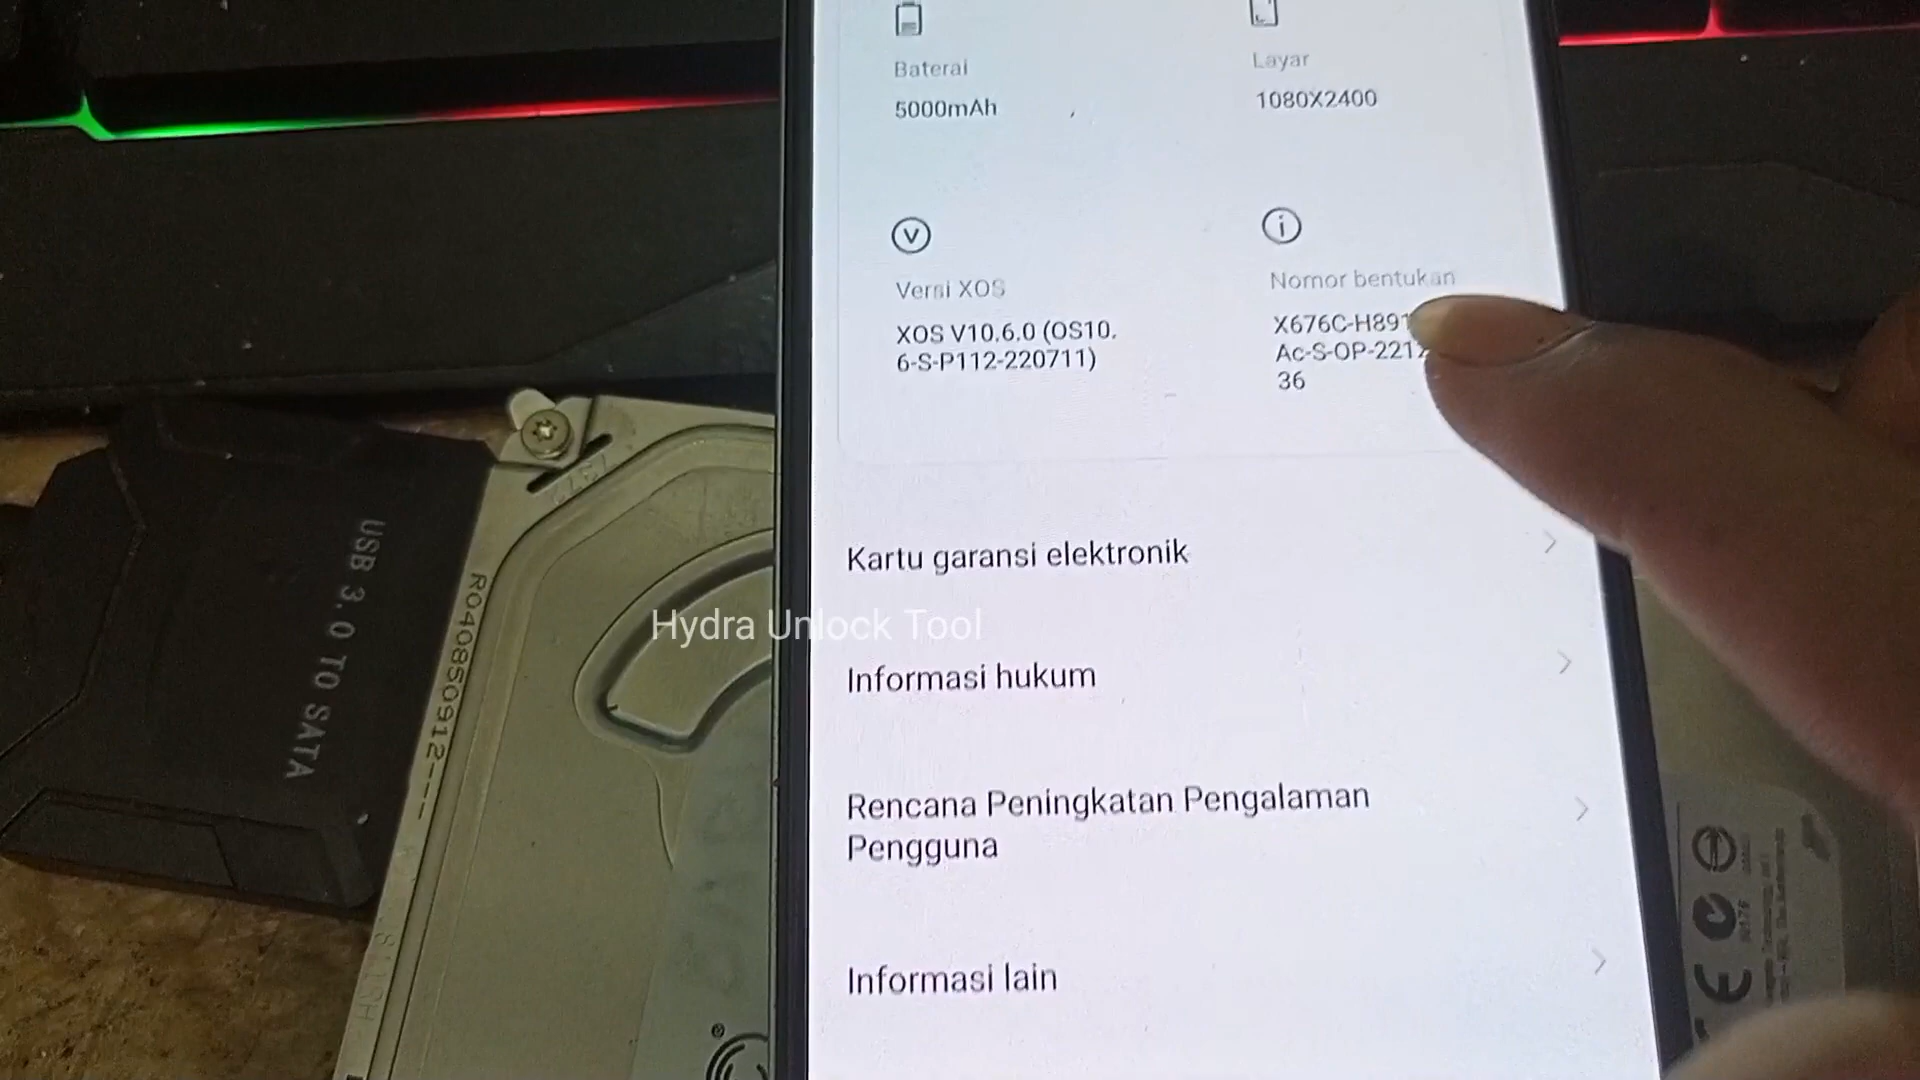 Baterai
Layar
5000mAh
1080X2400
Versi XOS
Nomor bentukan
XOS V10.6.0 (OS10.
6-S-P112-220711)
X676C-H891
Ac-S-OP-221
36
Kartu garansi elektronik
Hydra Unlock Tool
Informasi hukum
Rencana Peningkatan Pengalaman
Pengguna
Informasi lain
USB 3.0 TO SATA
R040850912----